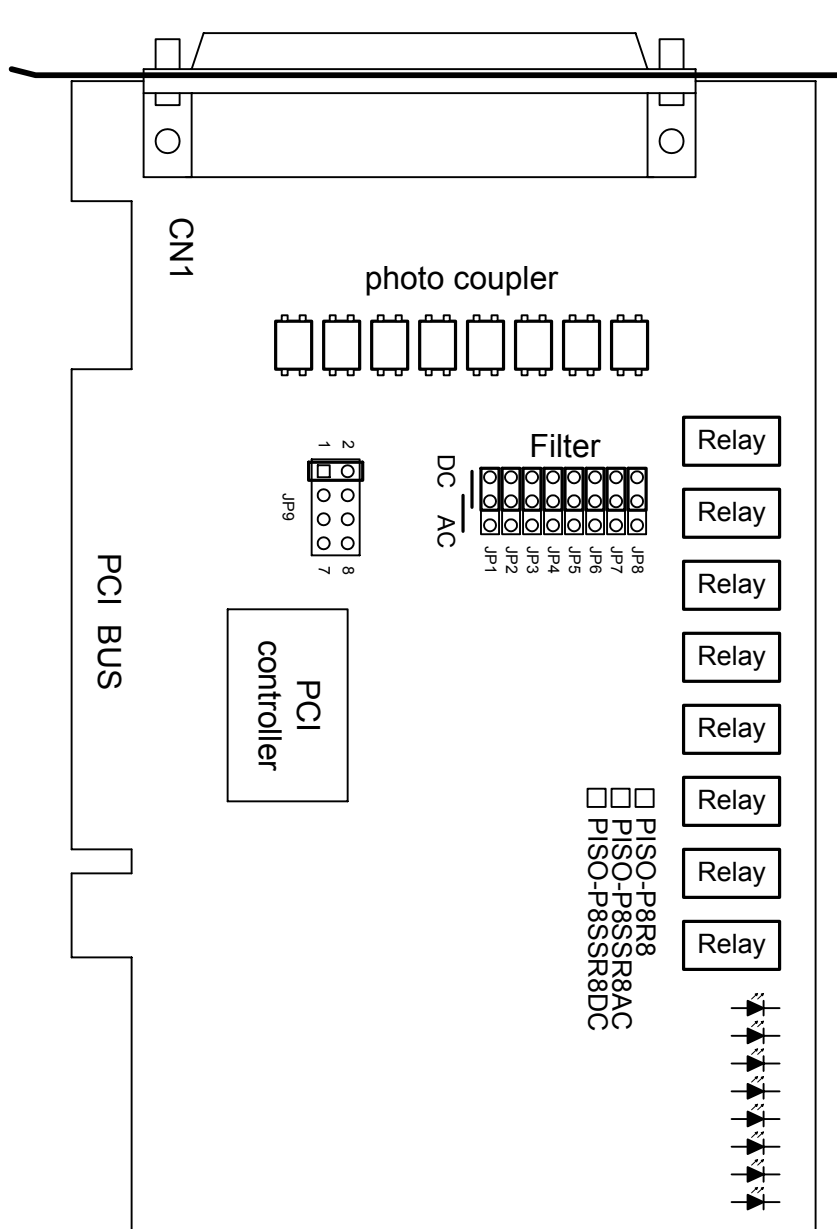 CN1
photo coupler
1 2
JP9
7 8
Filter
DC
AC
JP1 JP2 JP3 JP4 JP5 JP6 JP7 JP8
Relay
Relay
Relay
Relay
Relay
Relay
Relay
Relay
PCI BUS
PCI
controller
PISO-P8R8
PISO-P8SSR8AC
PISO-P8SSR8DC